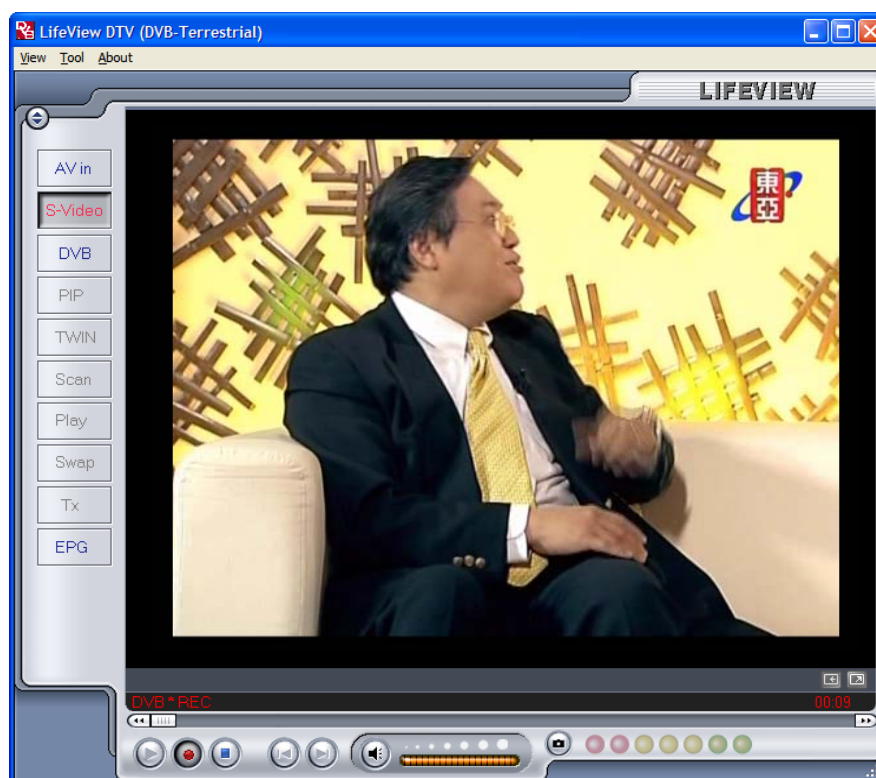 LifeView DTV (DVB-Terrestrial)
View Tool About
LIFEVIEW
AV in
S-Video
DVB
PIP
TWIN
Scan
Play
Swap
Tx
EPG
東亞
DVB * REC 00:09